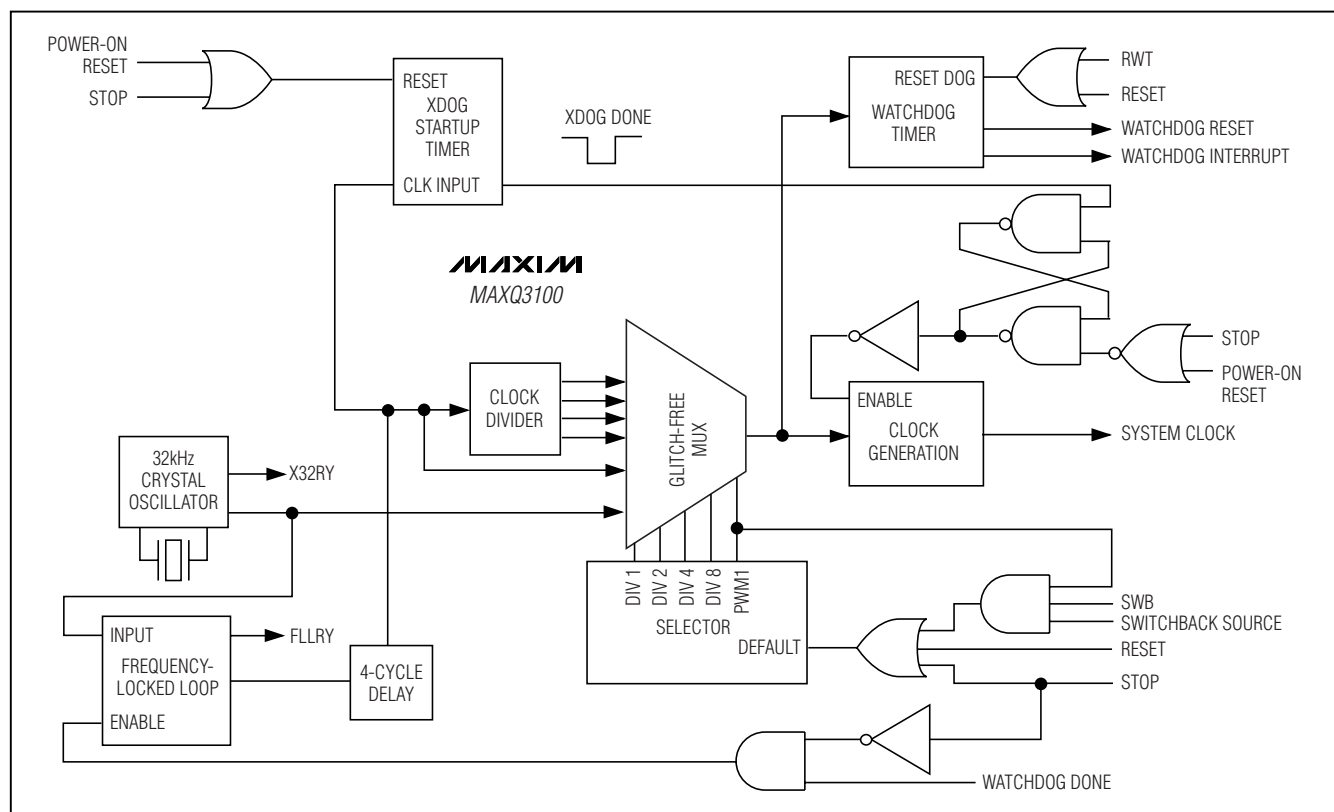 POWER-ON
RESET
STOP
RESET
XDOG
STARTUP
TIMER
CLK INPUT
XDOG DONE
RESET DOG
WATCHDOG
TIMER
RWT
RESET
WATCHDOG RESET
WATCHDOG INTERRUPT
MAXIM
MAXQ3100
CLOCK
DIVIDER
GLITCH-FREE
MUX
STOP
POWER-ON
RESET
ENABLE
CLOCK
GENERATION
SYSTEM CLOCK
32kHz
CRYSTAL
OSCILLATOR
X32RY
DIV 1
DIV 2
DIV 4
DIV 8
PWM1
SELECTOR
DEFAULT
SWB
SWITCHBACK SOURCE
RESET
STOP
INPUT
FREQUENCY-
LOCKED LOOP
ENABLE
FLLRY
4-CYCLE
DELAY
WATCHDOG DONE